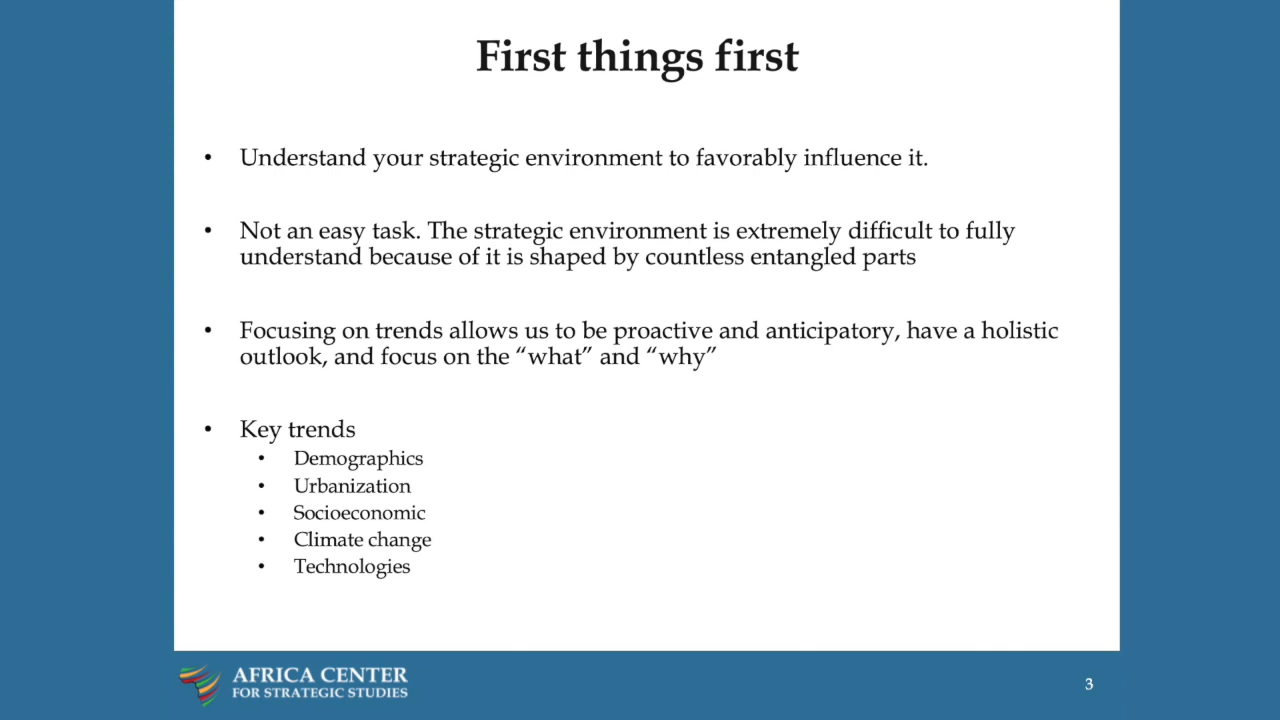 First things first
• Understand your strategic environment to favorably influence it.
• Not an easy task. The strategic environment is extremely difficult to fully
understand because of it is shaped by countless entangled parts
• Focusing on trends allows us to be proactive and anticipatory, have a holistic
outlook, and focus on the “what” and “why”
• Key trends
• Demographics
• Urbanization
• Socioeconomic
• Climate change
• Technologies
AFRICA CENTER
FOR STRATEGIC STUDIES
3